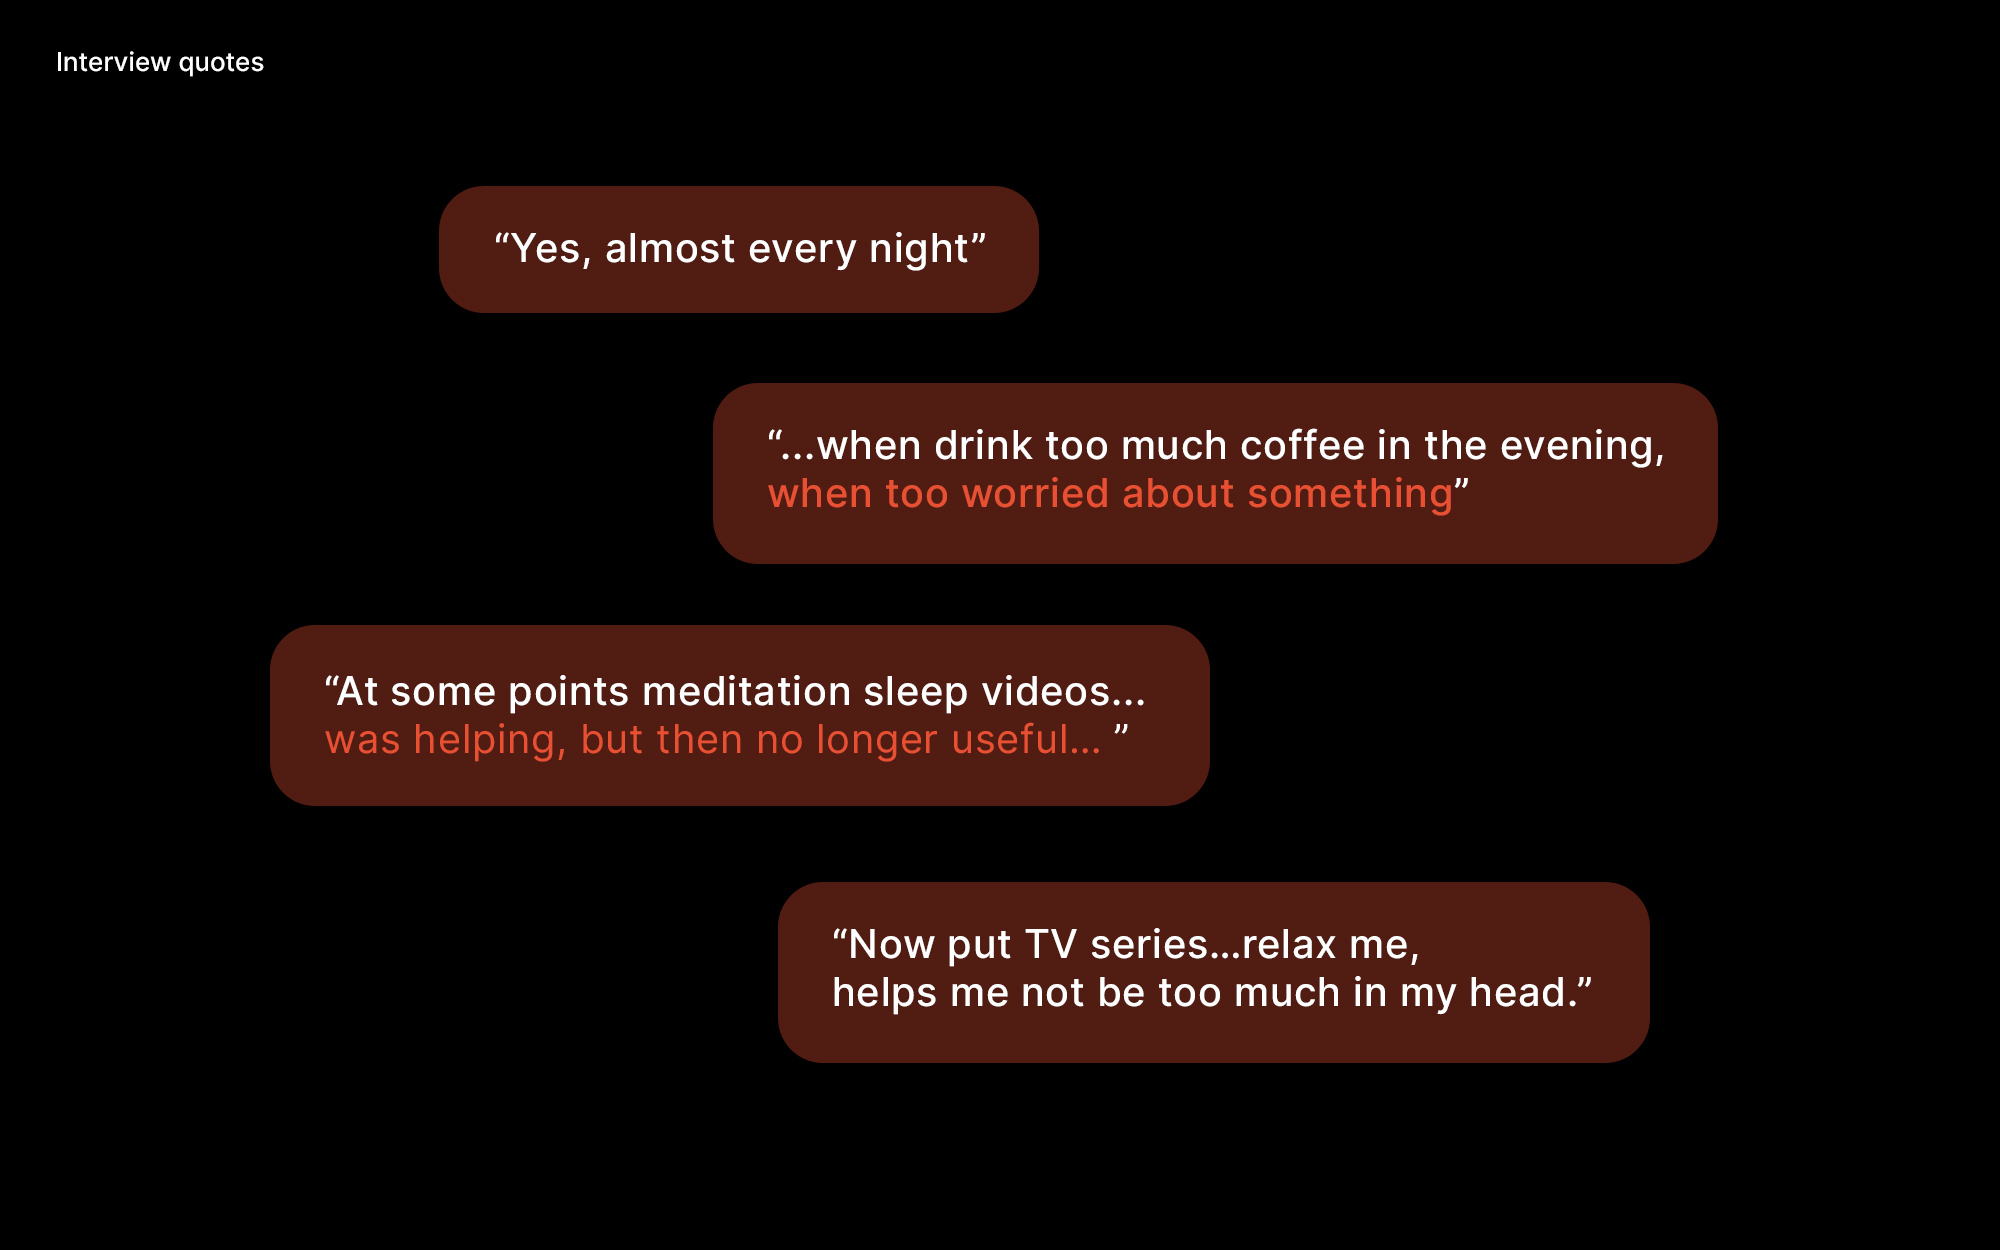 Interview quotes
“Yes, almost every night”
“...when drink too much coffee in the evening,
when too worried about something”
“At some points meditation sleep videos...
was helping, but then no longer useful... ”
“Now put TV series...relax me,
helps me not be too much in my head.”